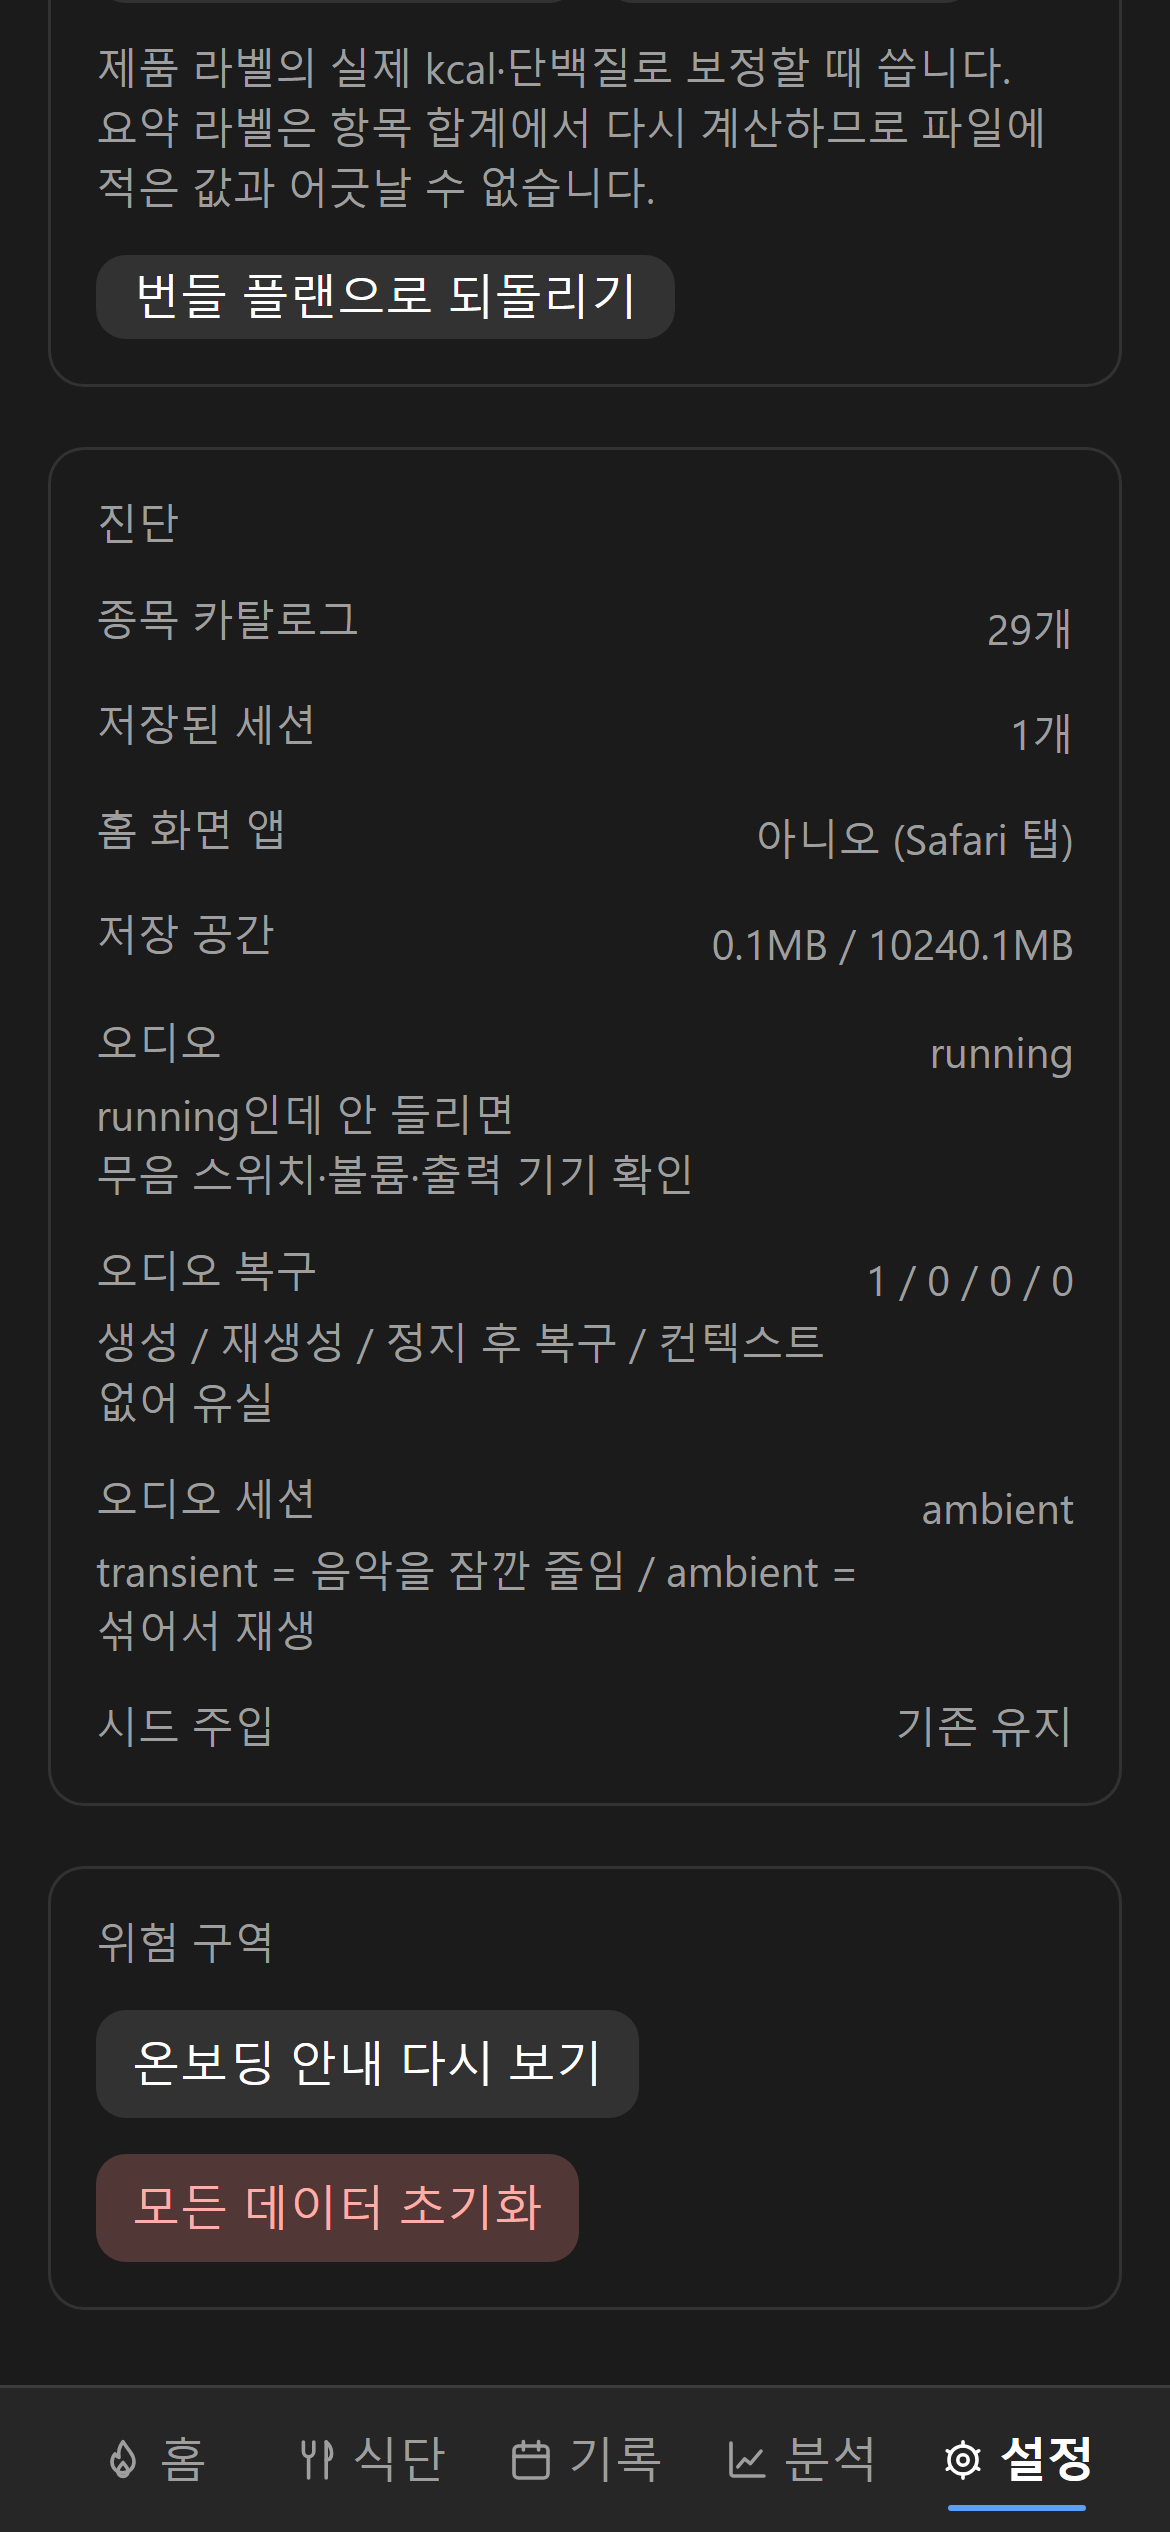 제품 라벨의 실제 kcal·단백질로 보정할 때 씁니다.
요약 라벨은 항목 합계에서 다시 계산하므로 파일에
적은 값과 어긋날 수 없습니다.
번들 플랜으로 되돌리기
진단
종목 카탈로그 29개
저장된 세션 1개
홈 화면 앱 아니오 (Safari 탭)
저장 공간 0.1MB / 10240.1MB
오디오 running
running인데 안 들리면
무음 스위치·볼륨·출력 기기 확인
오디오 복구 1 / 0 / 0 / 0
생성 / 재생성 / 정지 후 복구 / 컨텍스트
없어 유실
오디오 세션 ambient
transient = 음악을 잠깐 줄임 / ambient =
섞어서 재생
시드 주입 기존 유지
위험 구역
온보딩 안내 다시 보기
모든 데이터 초기화
홈 식단 기록 분석 설정